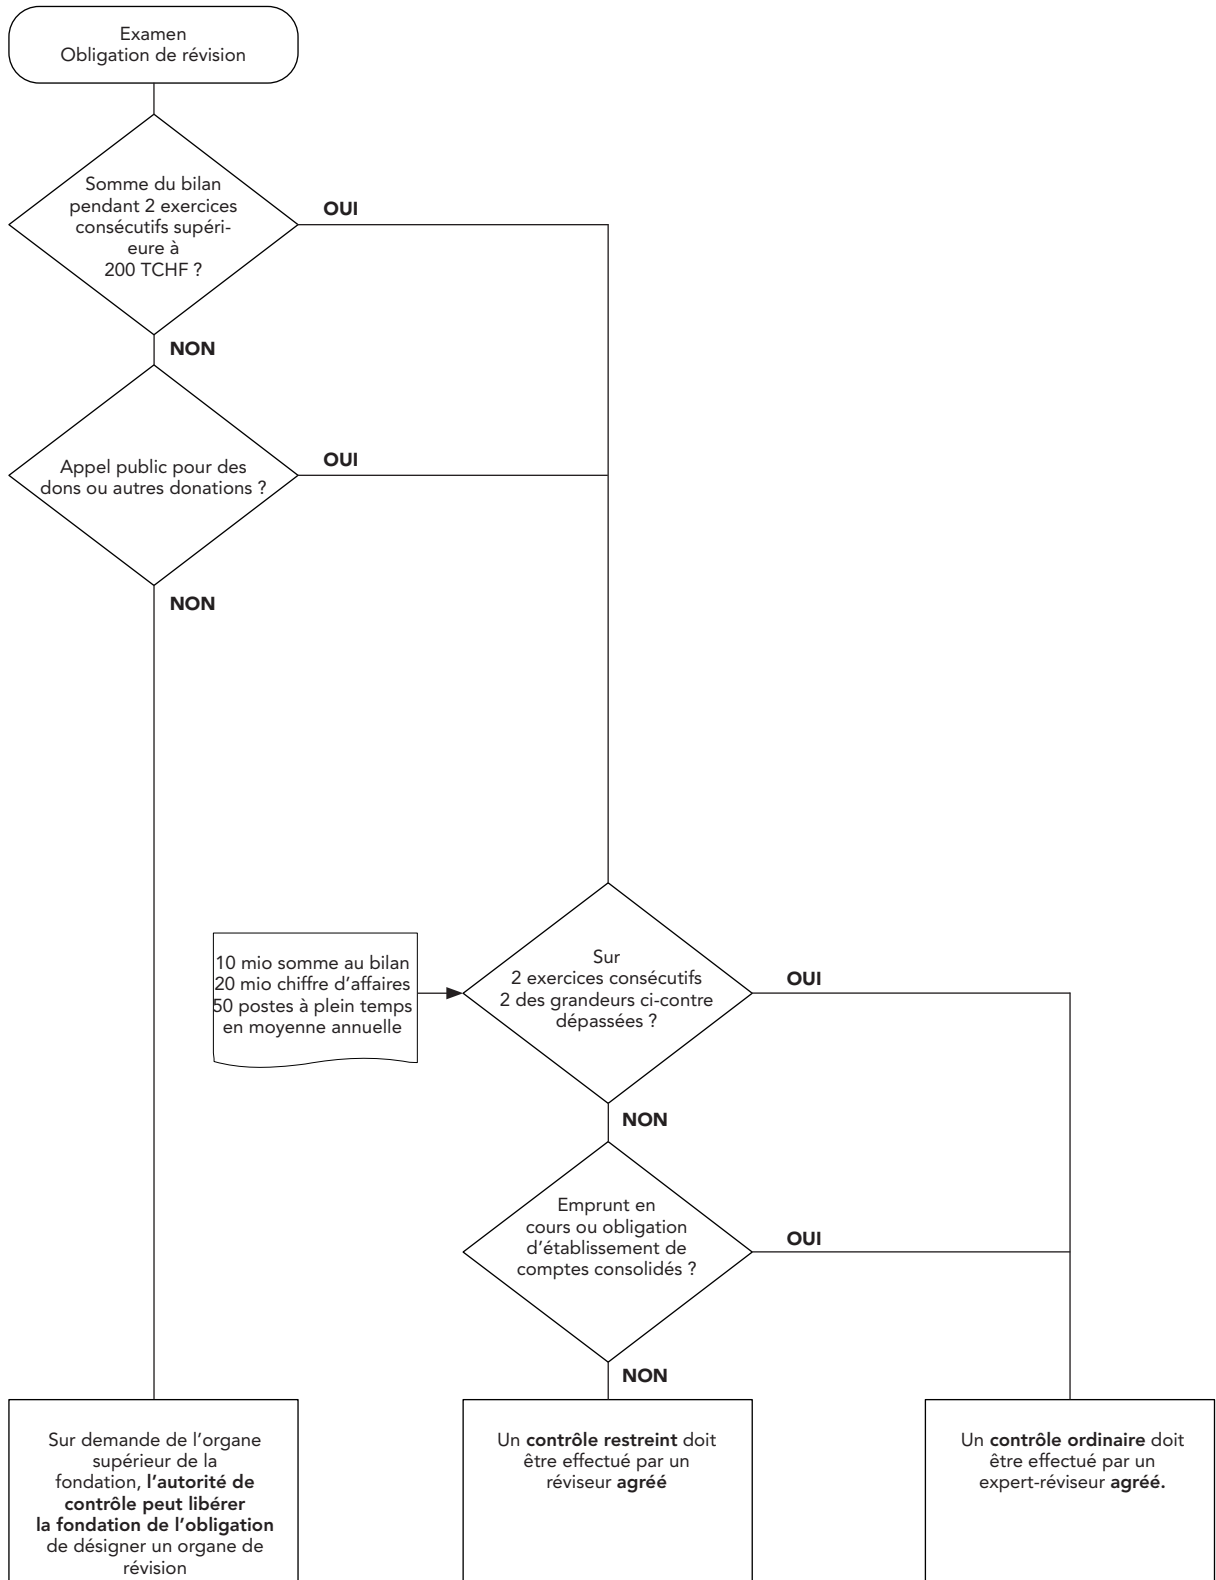 Examen
Obligation de révision
Somme du bilan
pendant 2 exercices
consécutifs supéri-
eure à
200 TCHF ?
OUI
NON
Appel public pour des
dons ou autres donations ?
OUI
NON
10 mio somme au bilan
20 mio chiffre d'affaires
50 postes à plein temps
en moyenne annuelle
Sur
2 exercices consécutifs
2 des grandeurs ci-contre
dépassées ?
OUI
NON
Emprunt en
cours ou obligation
d'établissement de
comptes consolidés ?
OUI
NON
Sur demande de l'organe
supérieur de la
fondation, l'autorité de
contrôle peut libérer
la fondation de l'obligation
de désigner un organe de
révision
Un contrôle restreint doit
être effectué par un
réviseur agréé
Un contrôle ordinaire doit
être effectué par un
expert-réviseur agréé.